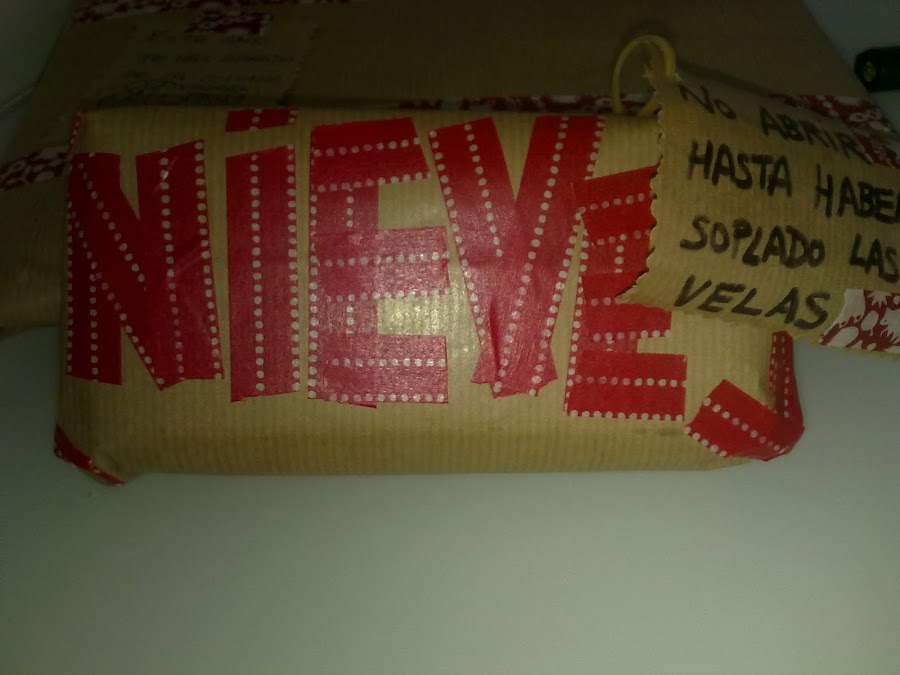 NiEVES
NO ABRIR
HASTA HABER
SOPLADO LAS
VELAS